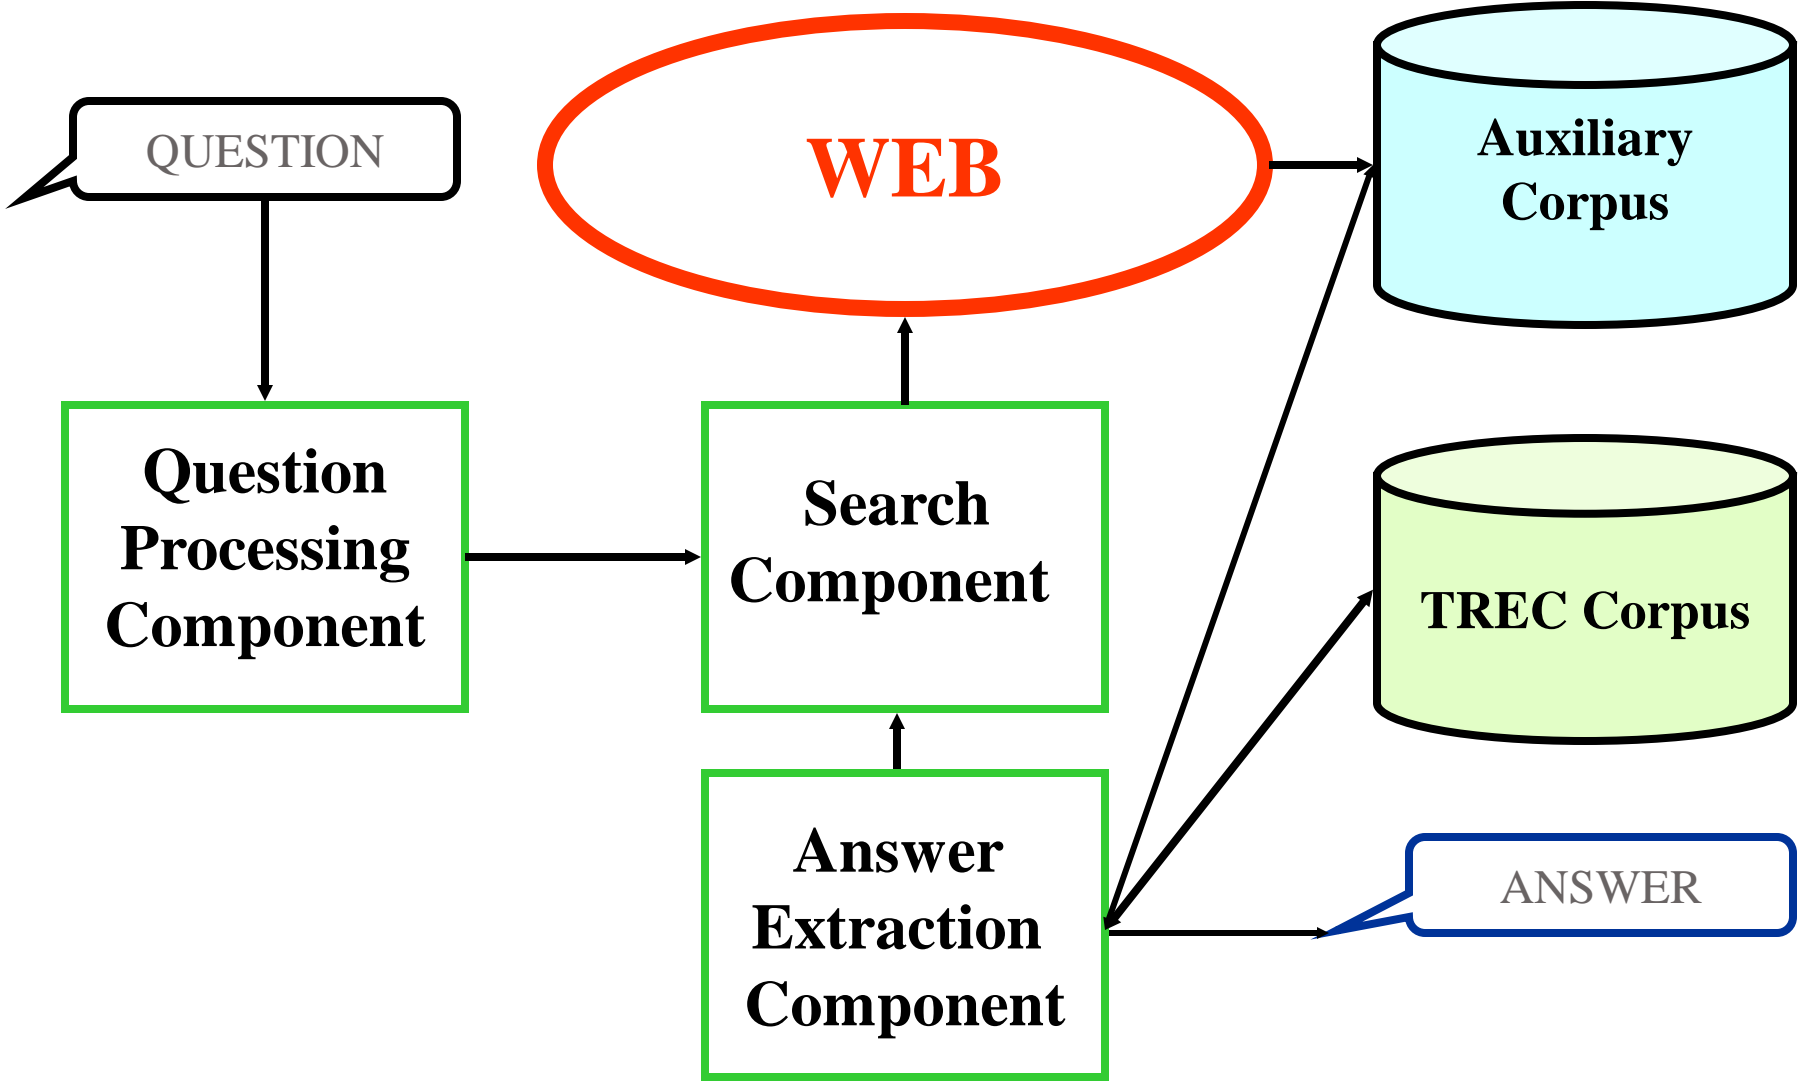 QUESTION
WEB
Auxiliary
Corpus
Question
Processing
Component
Search
Component
TREC Corpus
Answer
Extraction
Component
ANSWER